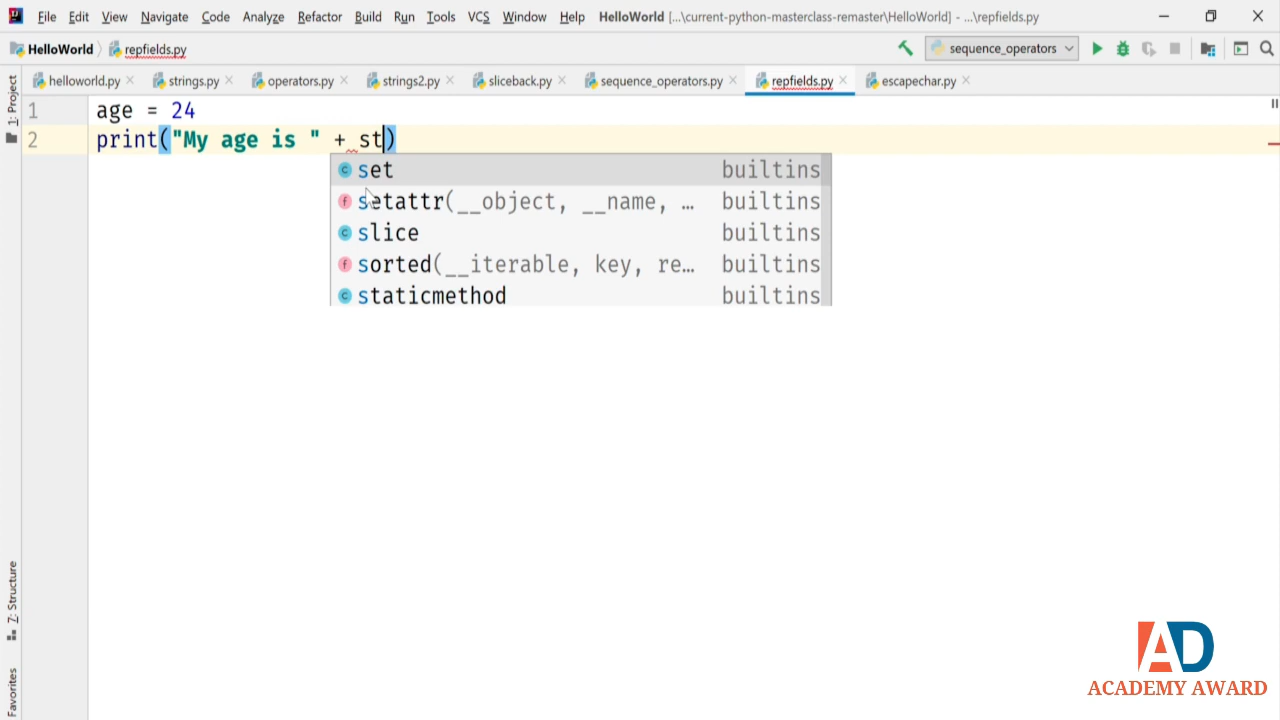 File Edit View Navigate Code Analyze Refactor Build Run Tools VCS Window Help HelloWorld [...\current-python-masterclass-remaster\HelloWorld] - ...\repfields.py
HelloWorld repfields.py sequence_operators
helloworld.py strings.py operators.py strings2.py sliceback.py sequence_operators.py repfields.py escapechar.py
1: Project
1 age = 24
2 print("My age is " + st)
set builtins
setattr(__object, __name, … builtins
slice builtins
sorted(__iterable, key, re… builtins
staticmethod builtins
Z: Structure
Favorites
AD
ACADEMY AWARD